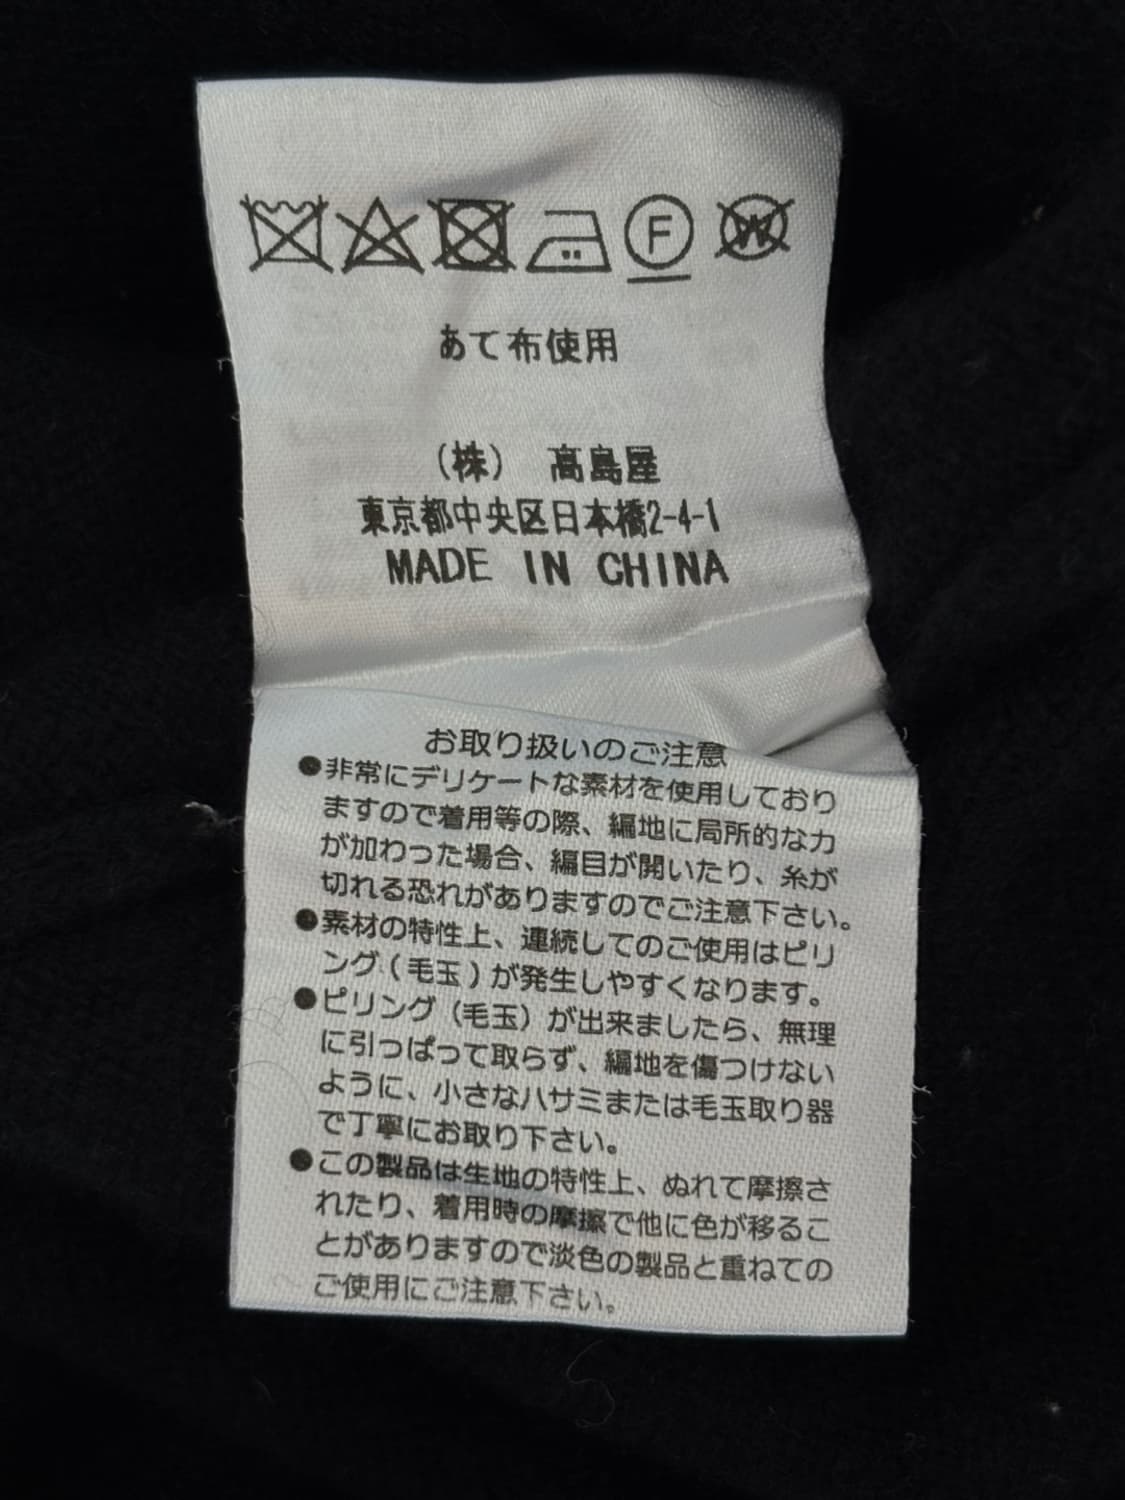 F W
あて布使用
(株) 髙島屋
東京都中央区日本橋2-4-1
MADE IN CHINA
お取り扱いのご注意
●非常にデリケートな素材を使用しており
ますので着用等の際、編地に局所的な力
が加わった場合、編目が開いたり、糸が
切れる恐れがありますのでご注意下さい。
●素材の特性上、連続してのご使用はピリ
ング(毛玉)が発生しやすくなります。
●ピリング(毛玉)が出来ましたら、無理
に引っぱって取らず、編地を傷つけない
ように、小さなハサミまたは毛玉取り器
で丁寧にお取り下さい。
●この製品は生地の特性上、ぬれて摩擦さ
れたり、着用時の摩擦で他に色が移るこ
とがありますので淡色の製品と重ねての
ご使用にご注意下さい。